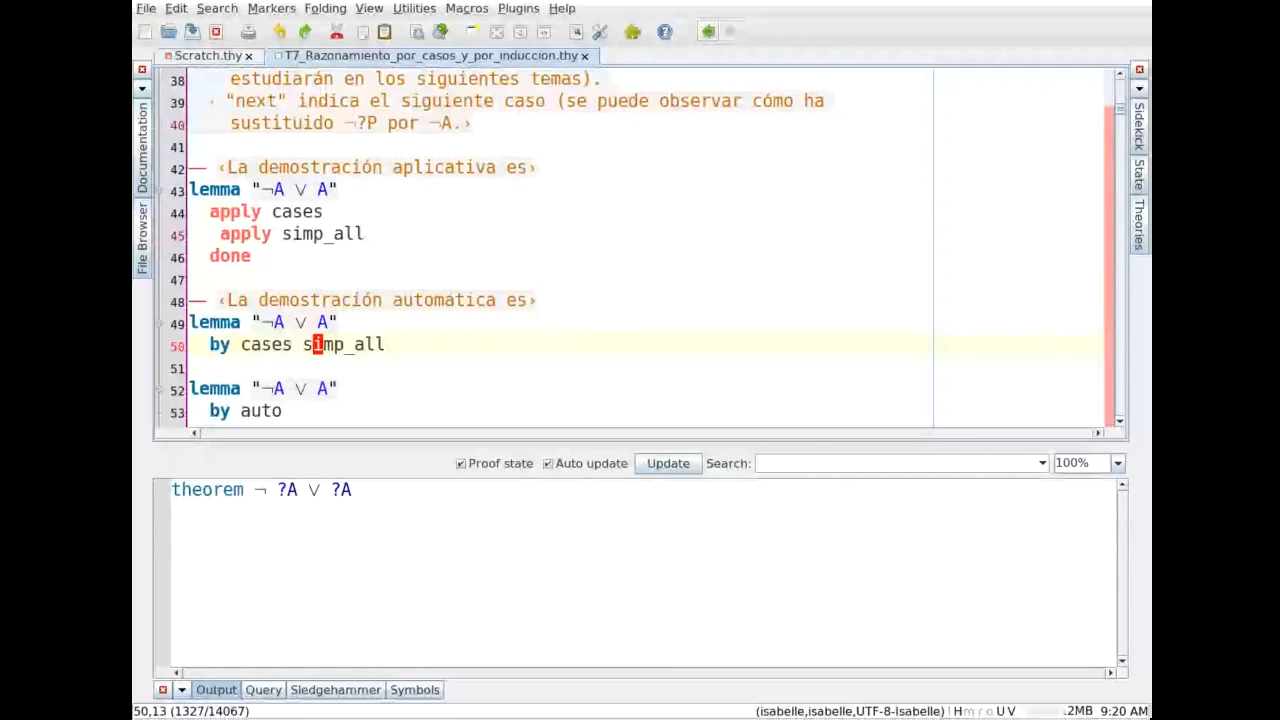 File Edit Search Markers Folding View Utilities Macros Plugins Help
Scratch.thy T7_Razonamiento_por_casos_y_por_induccion.thy
38 estudiarán en los siguientes temas).
39 · "next" indica el siguiente caso (se puede observar cómo ha
40 sustituido ¬?P por ¬A.›
41
42 — ‹La demostración aplicativa es›
43 lemma "¬A ∨ A"
44 apply cases
45 apply simp_all
46 done
47
48 — ‹La demostración automatica es›
49 lemma "¬A ∨ A"
50 by cases simp_all
51
52 lemma "¬A ∨ A"
53 by auto
Documentation
File Browser
Sidekick
State
Theories
Proof state Auto update Update Search: 100%
theorem ¬ ?A ∨ ?A
Output Query Sledgehammer Symbols
50,13 (1327/14067) (isabelle,isabelle,UTF-8-Isabelle) H m r o U V 2MB 9:20 AM